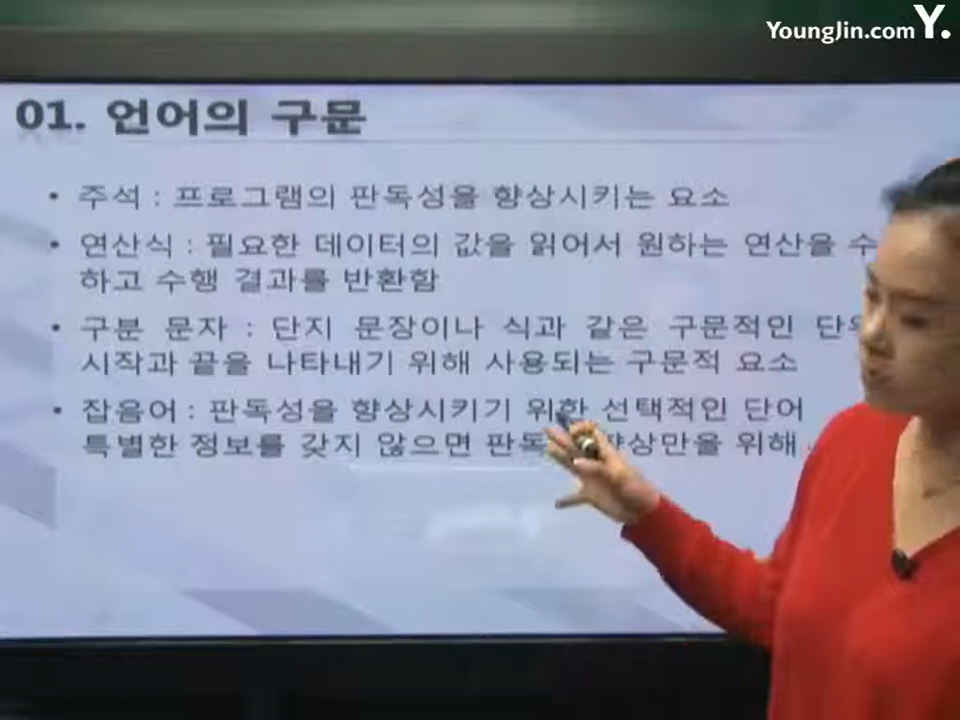 YoungJin.com Y.
01. 언어의 구문
• 주석 : 프로그램의 판독성을 향상시키는 요소
• 연산식 : 필요한 데이터의 값을 읽어서 원하는 연산을
하고 수행 결과를 반환함
• 구분 문자 : 단지 문장이나 식과 같은 구문적인
시작과 끝을 나타내기 위해 사용되는 구문적 요소
• 잡음어 : 판독성을 향상시키기 위한 선택적인 단어
특별한 정보를 갖지 않으면 향상만을 위해